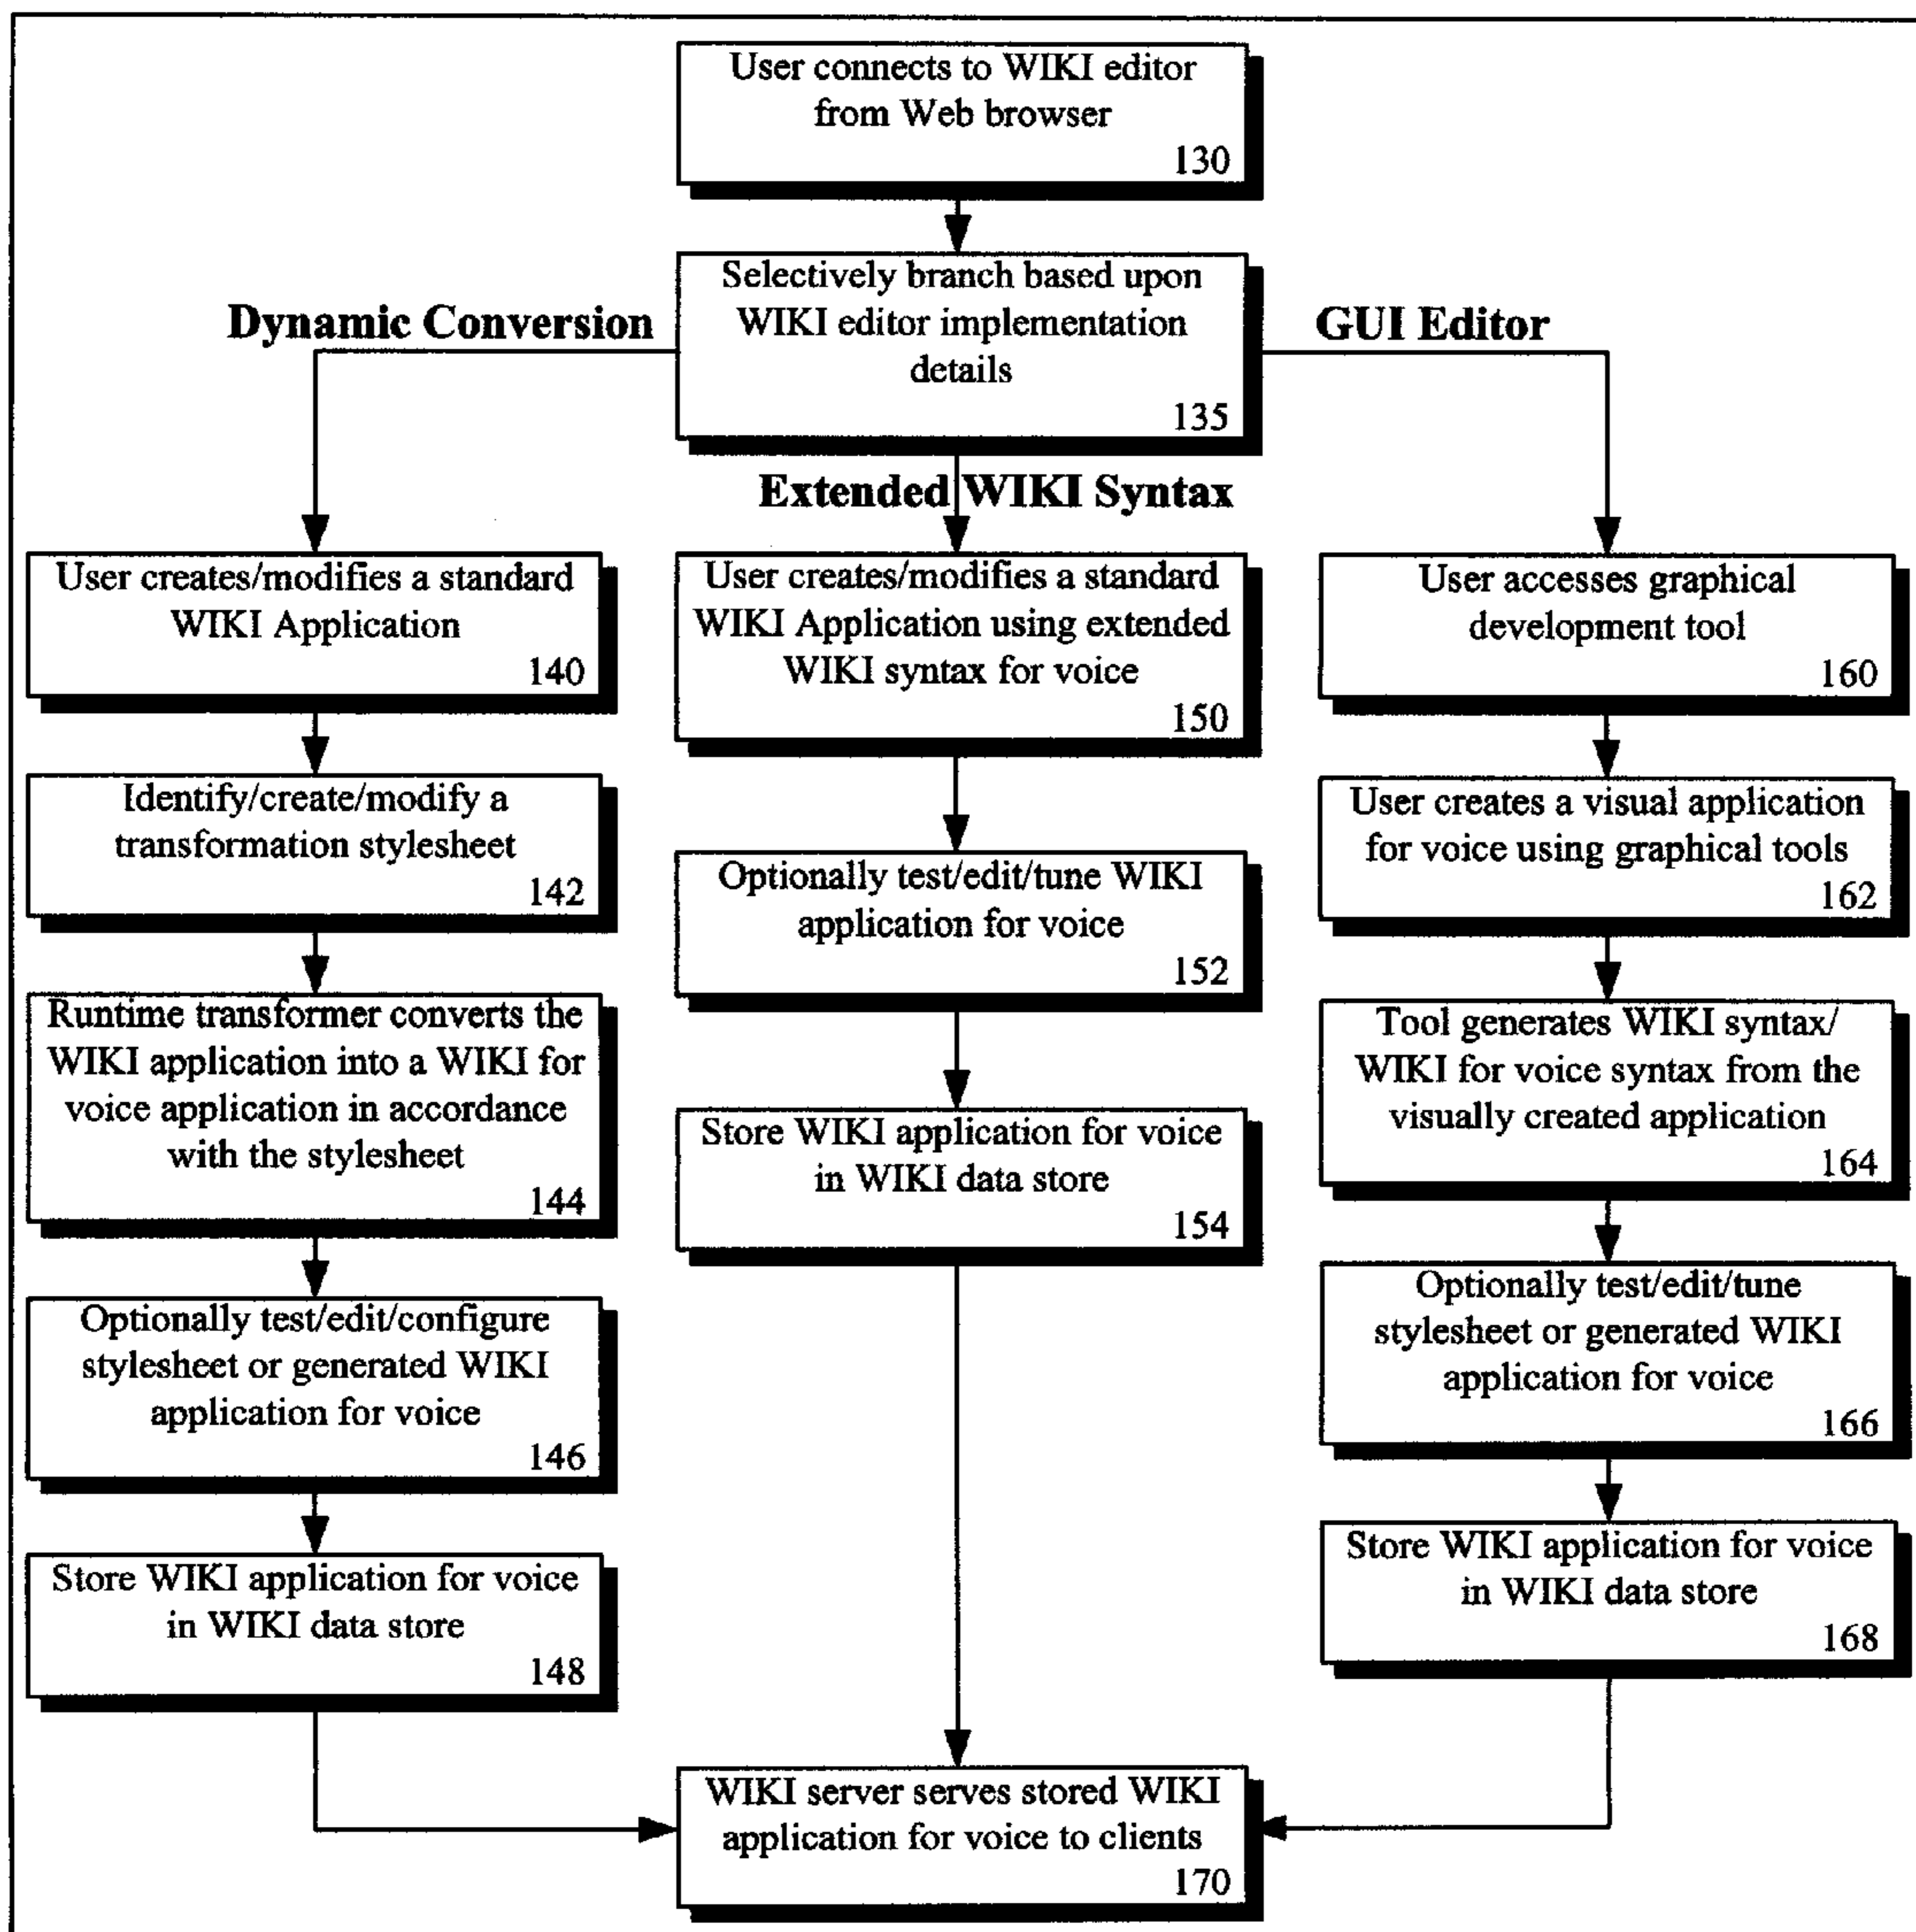 User connects to WIKI editor
from Web browser
130
Selectively branch based upon
WIKI editor implementation
details
135
Dynamic Conversion
GUI Editor
Extended WIKI Syntax
User creates/modifies a standard
WIKI Application
140
Identify/create/modify a
transformation stylesheet
142
Runtime transformer converts the
WIKI application into a WIKI for
voice application in accordance
with the stylesheet
144
Optionally test/edit/configure
stylesheet or generated WIKI
application for voice
146
Store WIKI application for voice
in WIKI data store
148
User creates/modifies a standard
WIKI Application using extended
WIKI syntax for voice
150
Optionally test/edit/tune WIKI
application for voice
152
Store WIKI application for voice
in WIKI data store
154
User accesses graphical
development tool
160
User creates a visual application
for voice using graphical tools
162
Tool generates WIKI syntax/
WIKI for voice syntax from the
visually created application
164
Optionally test/edit/tune
stylesheet or generated WIKI
application for voice
166
Store WIKI application for voice
in WIKI data store
168
WIKI server serves stored WIKI
application for voice to clients
170